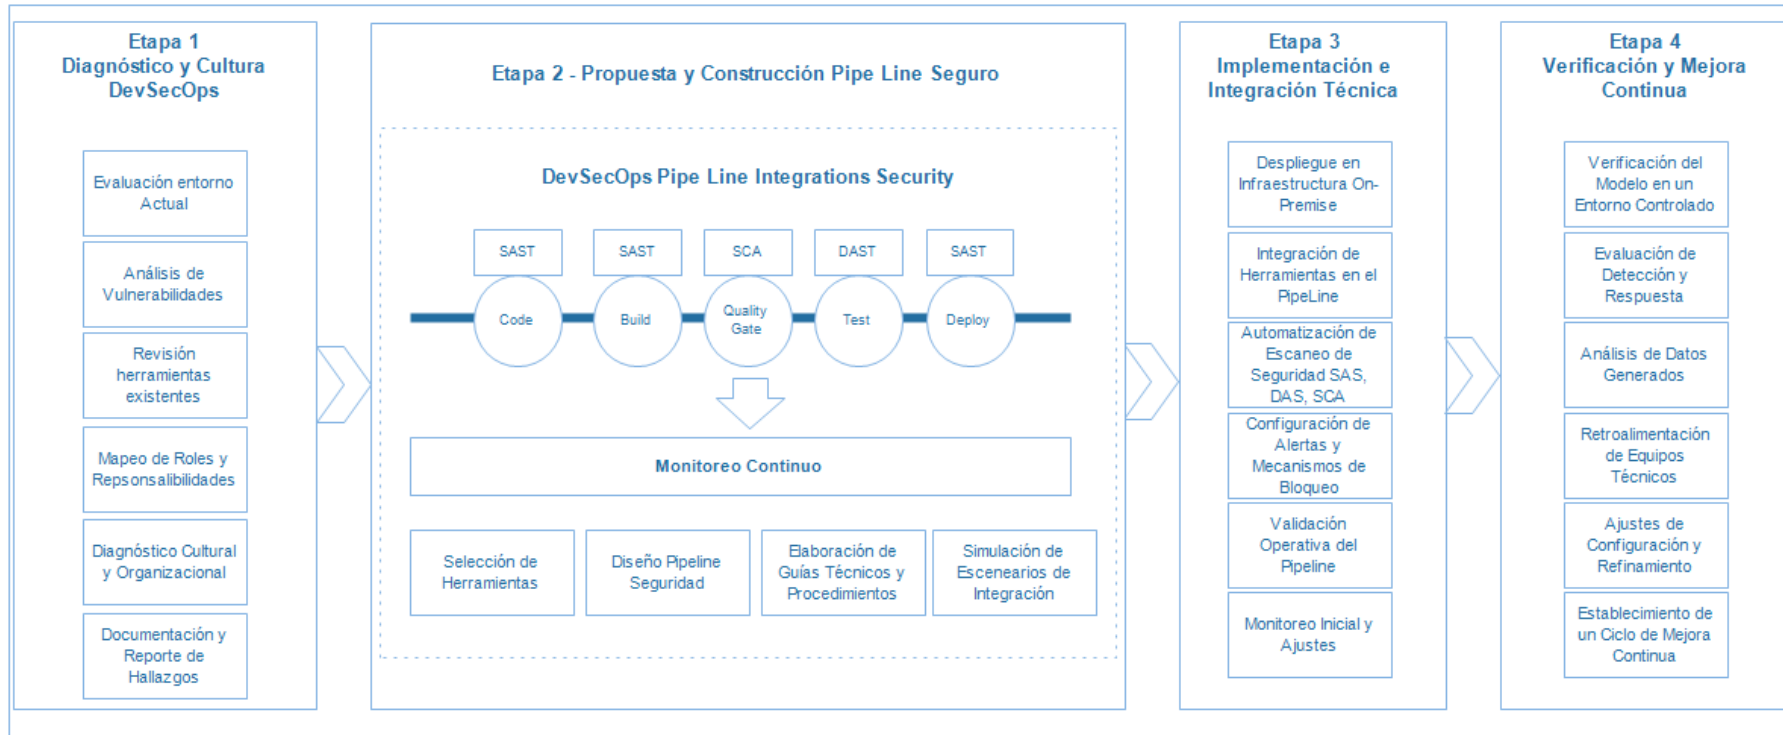 Etapa 1
Diagnóstico y Cultura
DevSecOps
Evaluación entorno
Actual
Análisis de
Vulnerabilidades
Revisión
herramientas
existentes
Mapeo de Roles y
Repsonsalibilidades
Diagnóstico Cultural
y Organizacional
Documentación y
Reporte de
Hallazgos
Etapa 2 - Propuesta y Construcción Pipe Line Seguro
DevSecOps Pipe Line Integrations Security
SAST
SAST
SCA
DAST
SAST
Code
Build
Quality
Gate
Test
Deploy
Monitoreo Continuo
Selección de
Herramientas
Diseño Pipeline
Seguridad
Elaboración de
Guías Técnicos y
Procedimientos
Simulación de
Escenearios de
Integración
Etapa 3
Implementación e
Integración Técnica
Despliegue en
Infraestructura On-
Premise
Integración de
Herramientas en el
PipeLine
Automatización de
Escaneo de
Seguridad SAS,
DAS, SCA
Configuración de
Alertas y
Mecanismos de
Bloqueo
Validación
Operativa del
Pipeline
Monitoreo Inicial y
Ajustes
Etapa 4
Verificación y Mejora
Continua
Verificación del
Modelo en un
Entorno Controlado
Evaluación de
Detección y
Respuesta
Análisis de Datos
Generados
Retroalimentación
de Equipos
Técnicos
Ajustes de
Configuración y
Refinamiento
Establecimiento de
un Ciclo de Mejora
Continua